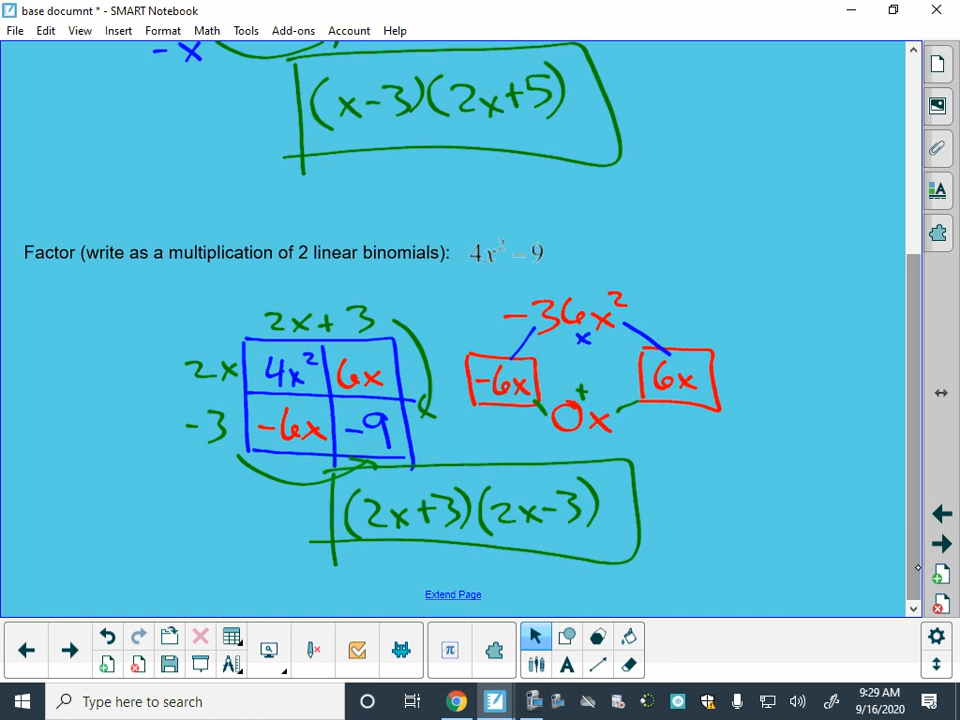 base documnt * - SMART Notebook
File Edit View Insert Format Math Tools Add-ons Account Help
- x
(x-3)(2x+5)
Factor (write as a multiplication of 2 linear binomials): 4x² - 9
2x + 3
2x 4x² 6x
-3 -6x -9
-36x²
x
-6x + 6x
0x
(2x+3)(2x-3)
Extend Page
π
A
Type here to search
9:29 AM
9/16/2020